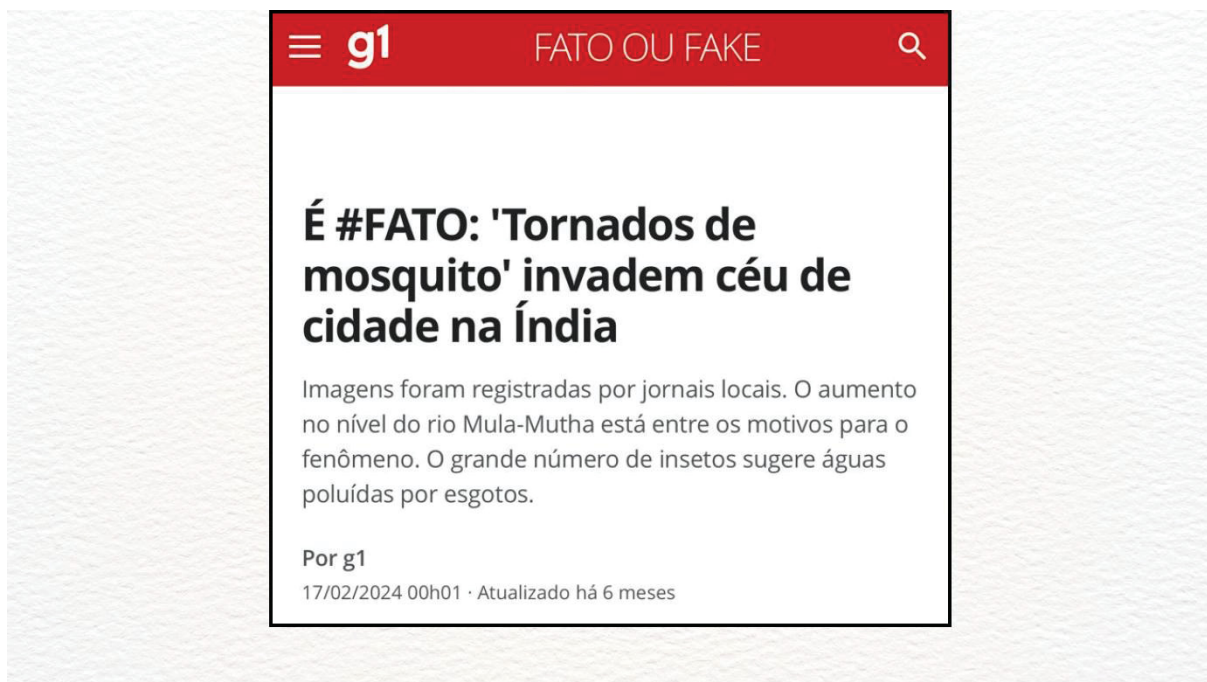 g1 FATO OU FAKE
É #FATO: 'Tornados de
mosquito' invadem céu de
cidade na Índia
Imagens foram registradas por jornais locais. O aumento
no nível do rio Mula-Mutha está entre os motivos para o
fenômeno. O grande número de insetos sugere águas
poluídas por esgotos.
Por g1
17/02/2024 00h01 · Atualizado há 6 meses